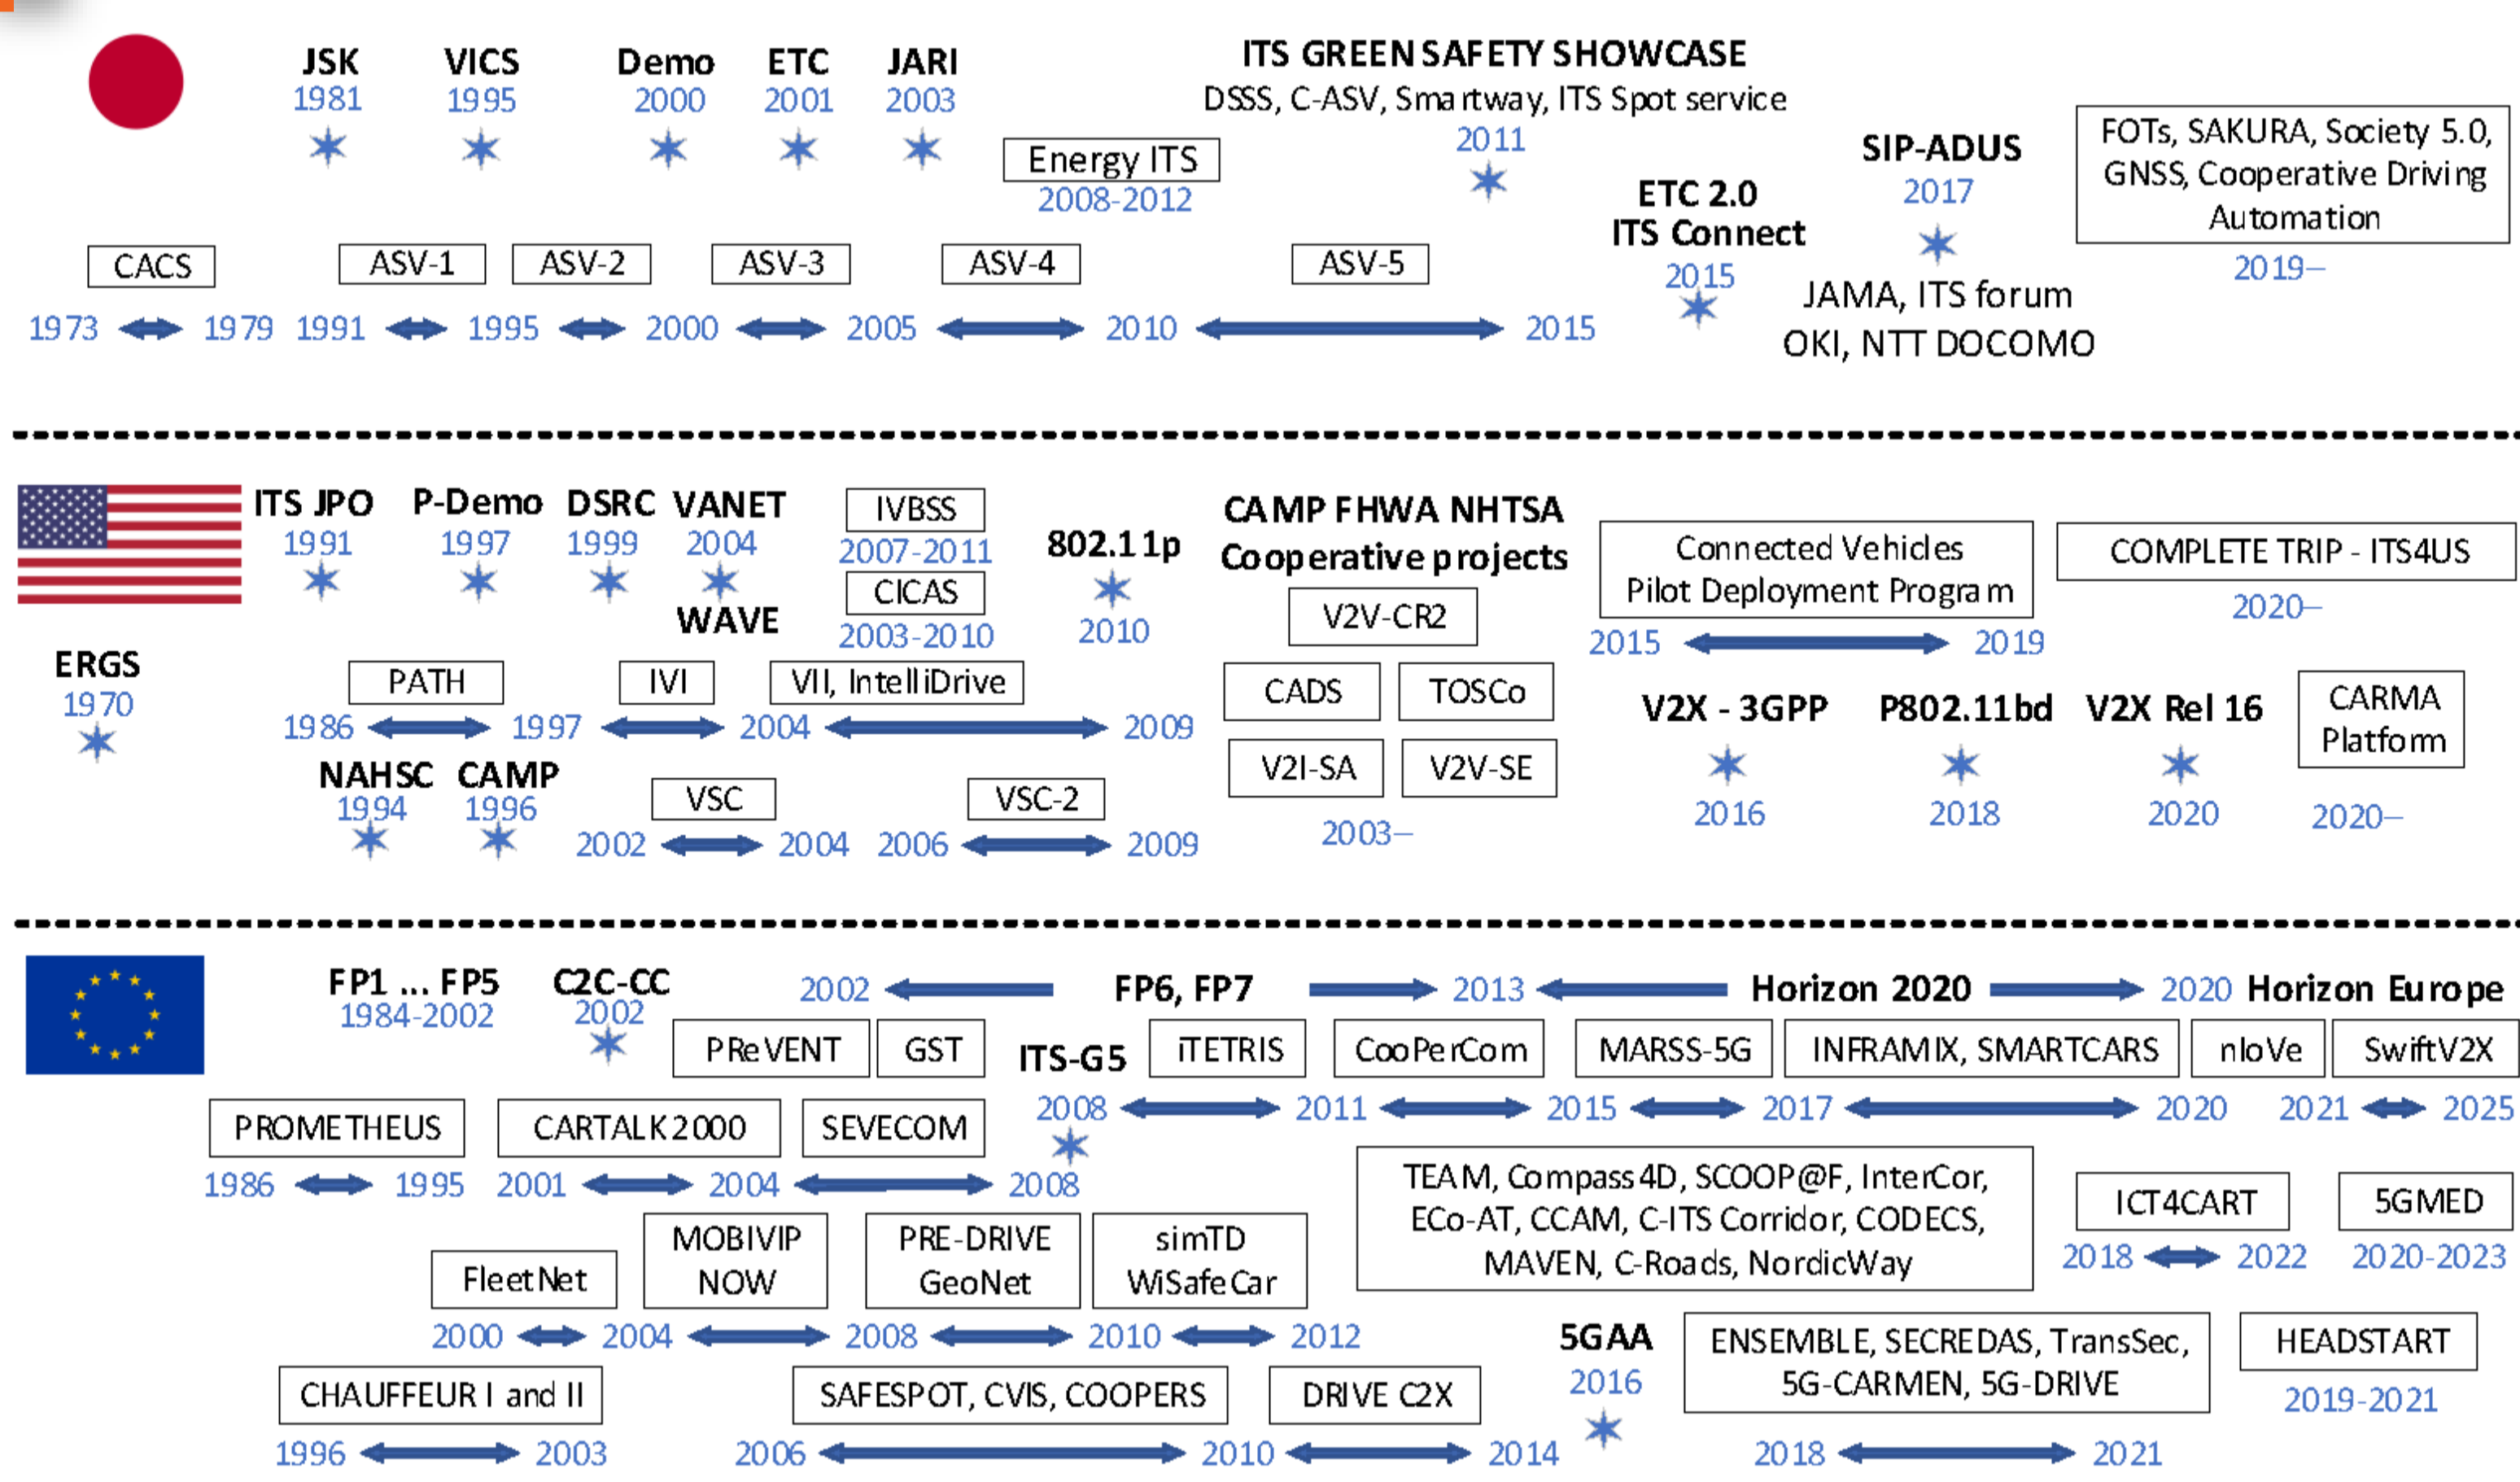 JSK VICS Demo ETC JARI
1981 1995 2000 2001 2003
ITS GREEN SAFETY SHOWCASE
DSSS, C-ASV, Smartway, ITS Spot service
2011
Energy ITS
2008-2012
ETC 2.0
ITS Connect
2015
SIP-ADUS
2017
JAMA, ITS forum
OKI, NTT DOCOMO
FOTs, SAKURA, Society 5.0,
GNSS, Cooperative Driving
Automation
2019–
CACS ASV-1 ASV-2 ASV-3 ASV-4 ASV-5
1973 1979 1991 1995 2000 2005 2010 2015
ITS JPO P-Demo DSRC VANET
1991 1997 1999 2004
WAVE
IVBSS
2007-2011
CICAS
2003-2010
802.11p
2010
ERGS
1970
PATH IVI VII, IntelliDrive
1986 1997 2004 2009
NAHSC CAMP
1994 1996
VSC VSC-2
2002 2004 2006 2009
CAMP FHWA NHTSA
Cooperative projects
V2V-CR2
CADS TOSCo
V2I-SA V2V-SE
2003–
Connected Vehicles
Pilot Deployment Program
2015 2019
COMPLETE TRIP - ITS4US
2020–
V2X - 3GPP P802.11bd V2X Rel 16
2016 2018 2020
CARMA
Platform
2020–
FP1 ... FP5
1984-2002
C2C-CC
2002
2002 FP6, FP7 2013 Horizon 2020 2020 Horizon Europe
PReVENT GST
ITS-G5
2008
iTETRIS CooPerCom MARSS-5G INFRAMIX, SMARTCARS nIoVe SwiftV2X
2008 2011 2015 2017 2020 2021 2025
PROMETHEUS CARTALK2000 SEVECOM
1986 1995 2001 2004
TEAM, Compass4D, SCOOP@F, InterCor,
ECo-AT, CCAM, C-ITS Corridor, CODECS,
MAVEN, C-Roads, NordicWay
ICT4CART
2018 2022
5GMED
2020-2023
FleetNet
MOBIVIP
NOW
PRE-DRIVE
GeoNet
simTD
WiSafeCar
2000 2004 2008 2010 2012
5GAA
2016
ENSEMBLE, SECREDAS, TransSec,
5G-CARMEN, 5G-DRIVE
2018 2021
HEADSTART
2019-2021
CHAUFFEUR I and II
1996 2003
SAFESPOT, CVIS, COOPERS DRIVE C2X
2006 2010 2014